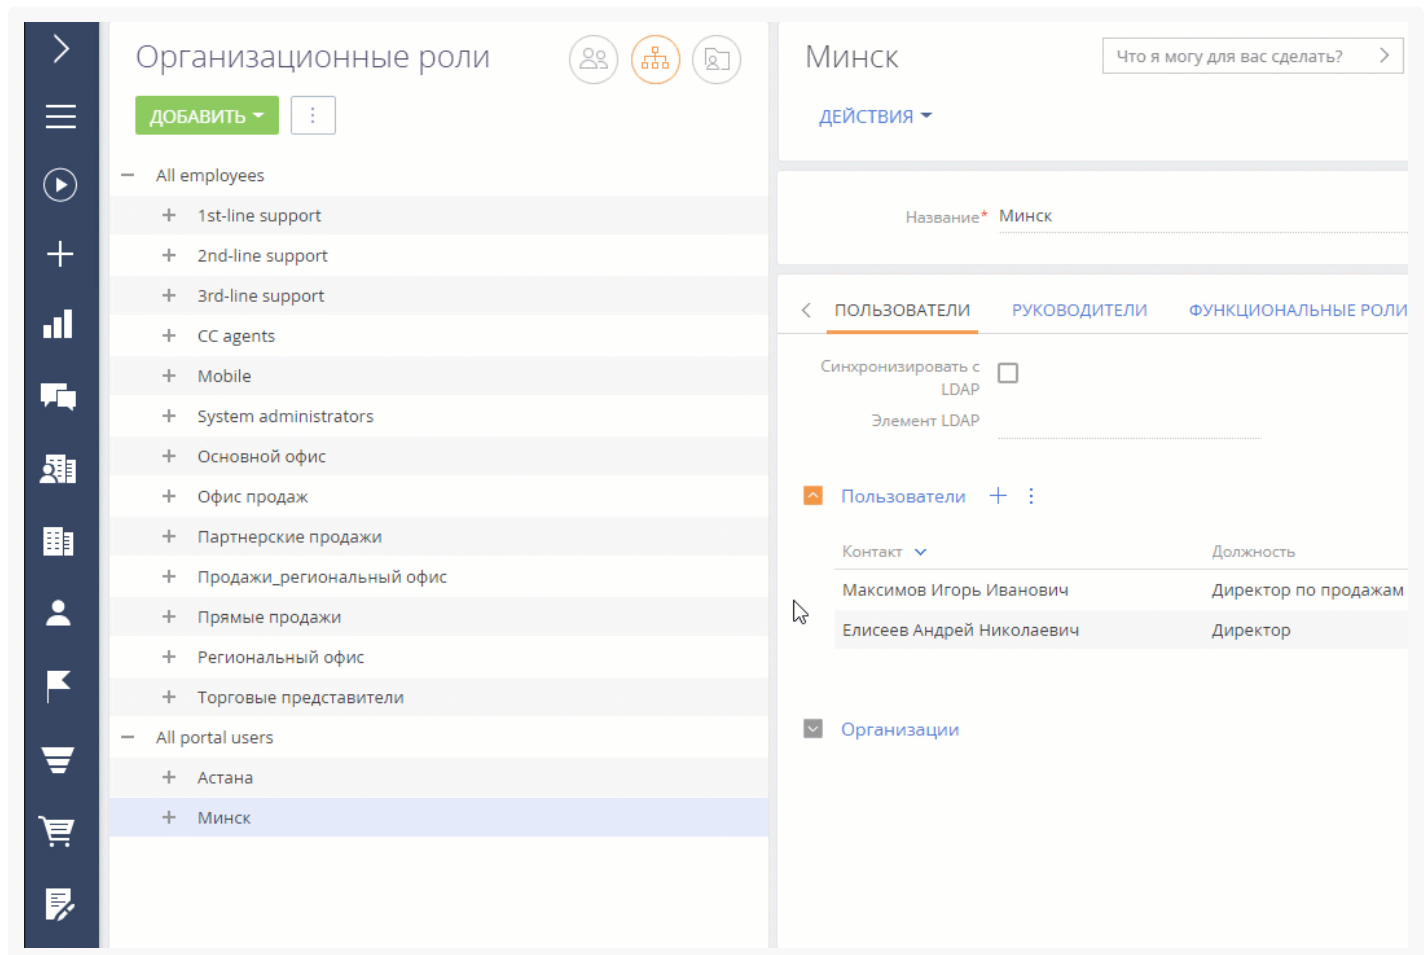 Организационные роли
ДОБАВИТЬ
All employees
1st-line support
2nd-line support
3rd-line support
CC agents
Mobile
System administrators
Основной офис
Офис продаж
Партнерские продажи
Продажи_региональный офис
Прямые продажи
Региональный офис
Торговые представители
All portal users
Астана
Минск
Минск
Что я могу для вас сделать?
ДЕЙСТВИЯ
Название* Минск
ПОЛЬЗОВАТЕЛИ РУКОВОДИТЕЛИ ФУНКЦИОНАЛЬНЫЕ РОЛИ
Синхронизировать с
LDAP
Элемент LDAP
Пользователи
Контакт Должность
Максимов Игорь Иванович Директор по продажам
Елисеев Андрей Николаевич Директор
Организации